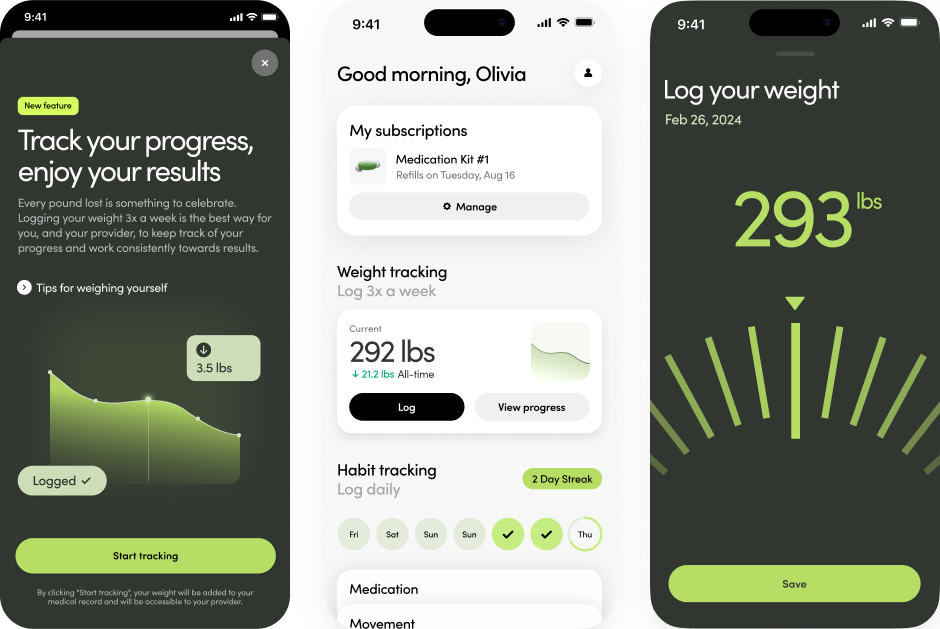 9:41
×
New feature
Track your progress,
enjoy your results
Every pound lost is something to celebrate.
Logging your weight 3x a week is the best way for
you, and your provider, to keep track of your
progress and work consistently towards results.
Tips for weighing yourself
3.5 lbs
Logged
Start tracking
By clicking "Start tracking", your weight will be added to your
medical record and will be accessible to your provider.
9:41
Good morning, Olivia
My subscriptions
Medication Kit #1
Refills on Tuesday, Aug 16
Manage
Weight tracking
Log 3x a week
Current
292 lbs
21.2 lbs All-time
Log
View progress
Habit tracking
Log daily
2 Day Streak
Fri
Sat
Sun
Sun
Thu
Medication
Movement
9:41
Log your weight
Feb 26, 2024
293 lbs
Save